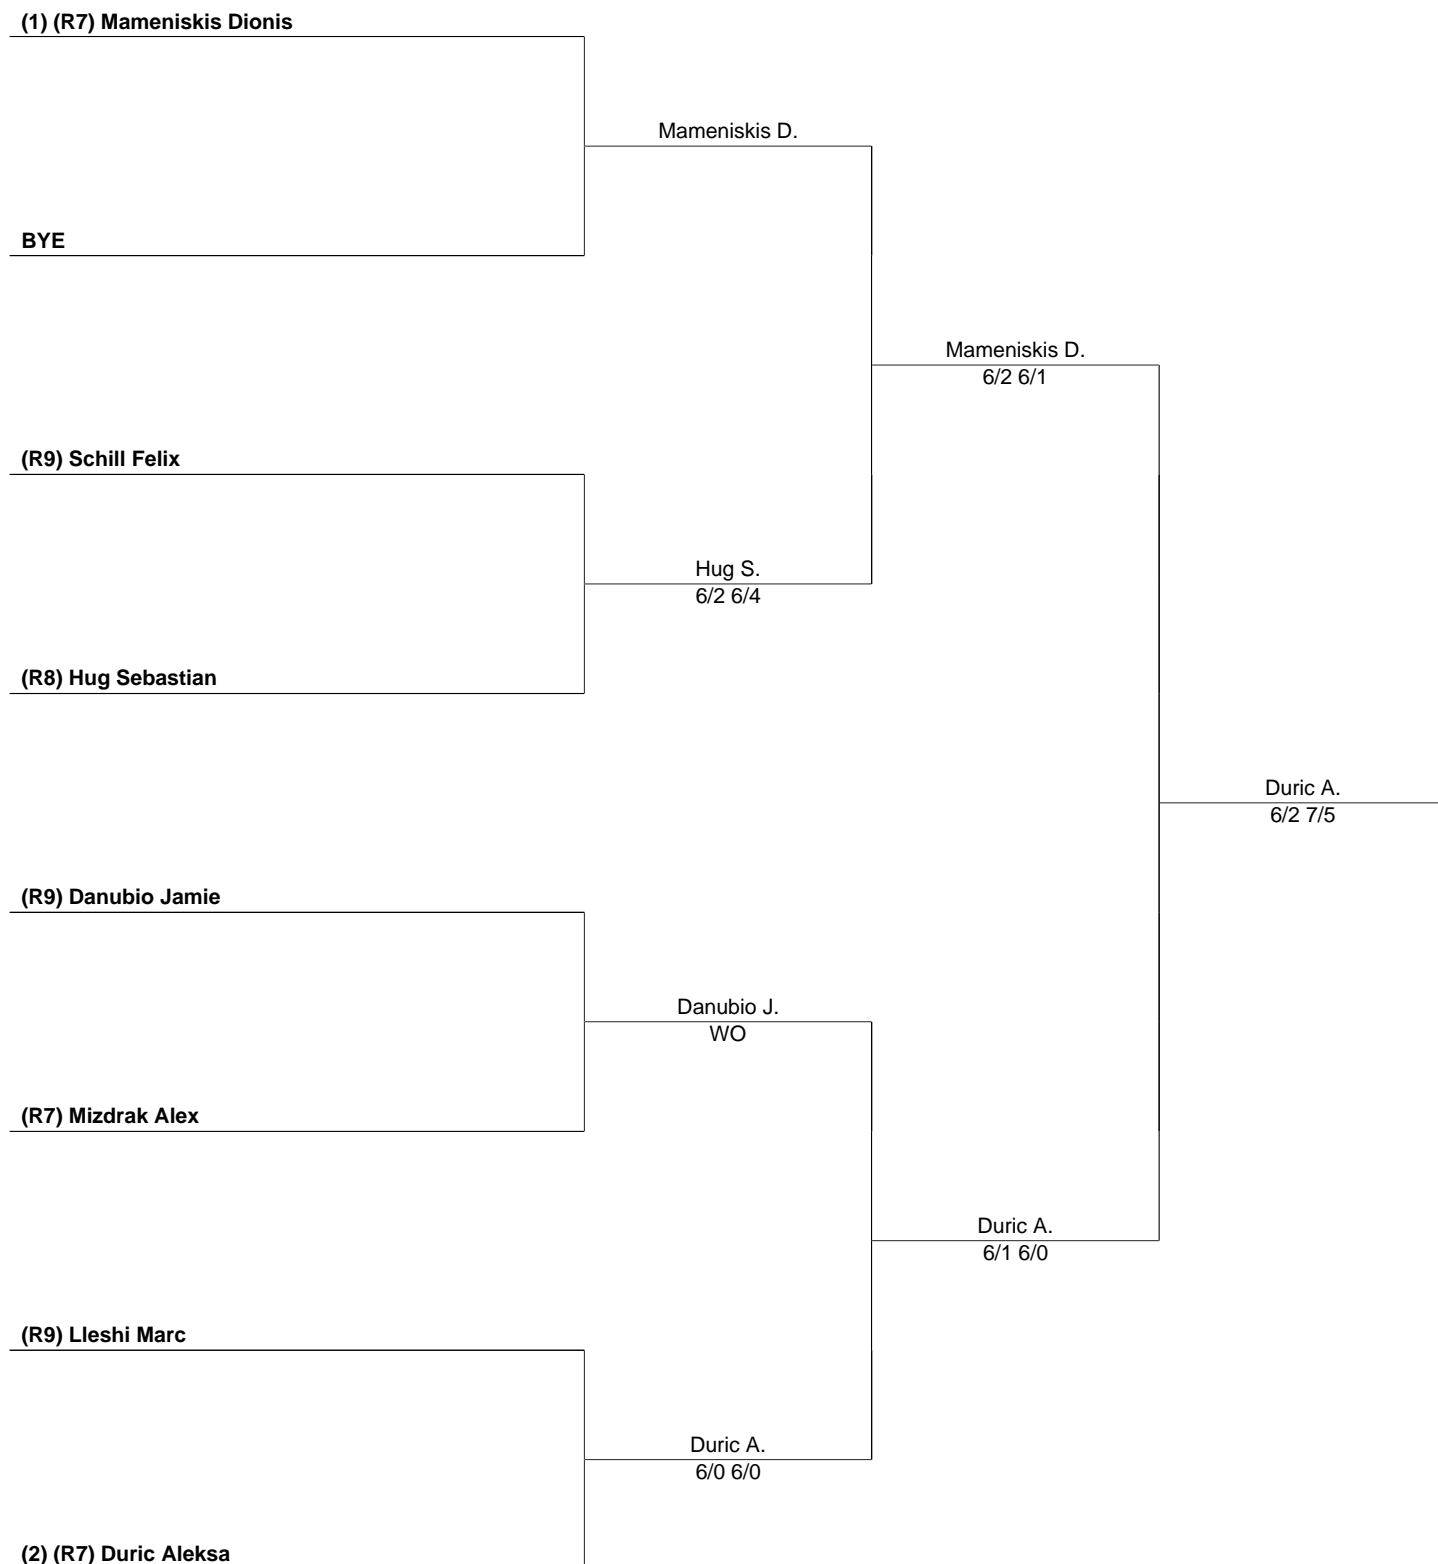 (1) (R7) Mameniskis Dionis
Mameniskis D.
BYE
Mameniskis D.
6/2 6/1
(R9) Schill Felix
Hug S.
6/2 6/4
(R8) Hug Sebastian
Duric A.
6/2 7/5
(R9) Danubio Jamie
Danubio J.
WO
(R7) Mizdrak Alex
Duric A.
6/1 6/0
(R9) Lleshi Marc
Duric A.
6/0 6/0
(2) (R7) Duric Aleksa